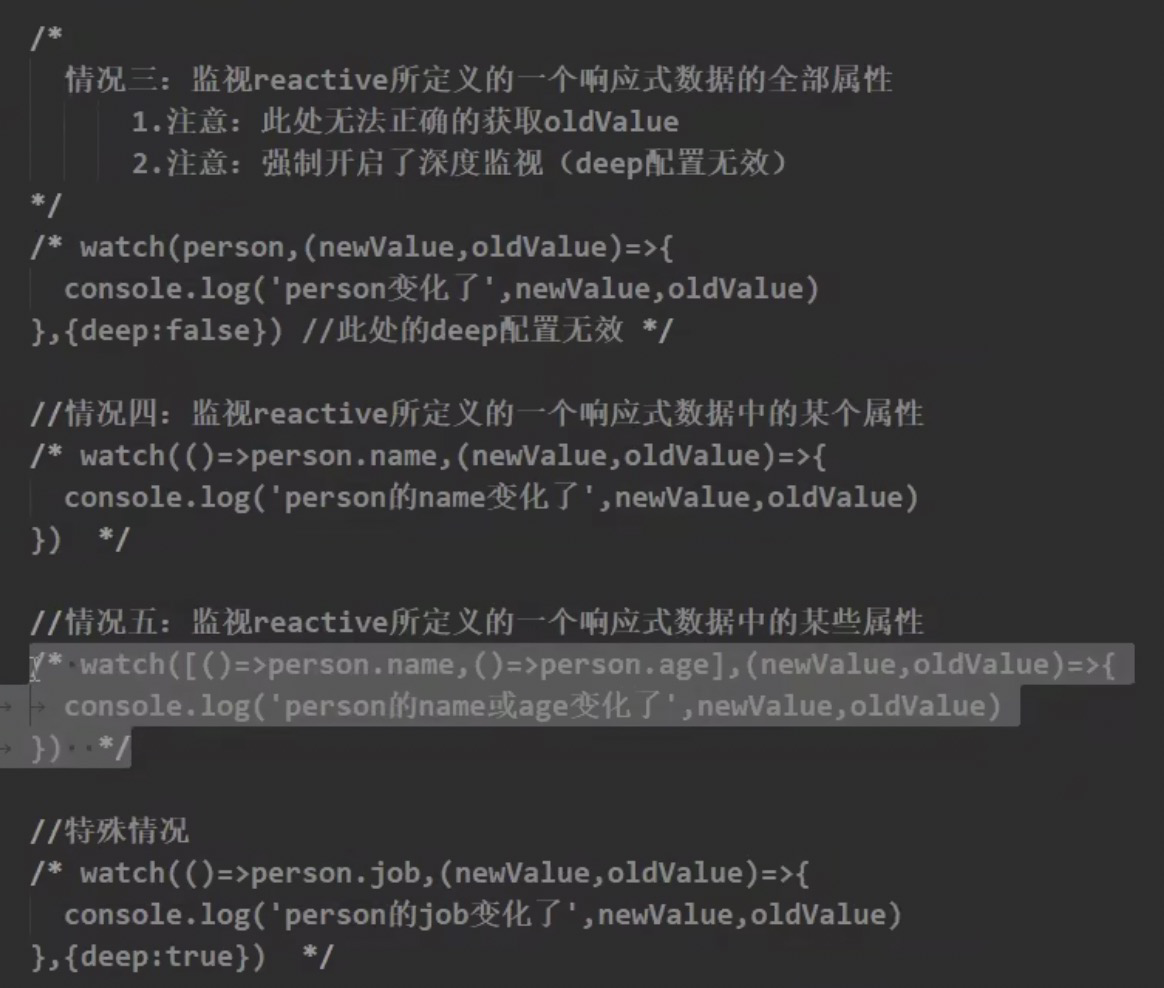 /*
情况三：监视reactive所定义的一个响应式数据的全部属性
1.注意：此处无法正确的获取oldValue
2.注意：强制开启了深度监视（deep配置无效）
*/
/* watch(person,(newValue,oldValue)=>{
console.log('person变化了',newValue,oldValue)
},{deep:false}) //此处的deep配置无效 */
//情况四：监视reactive所定义的一个响应式数据中的某个属性
/* watch(()=>person.name,(newValue,oldValue)=>{
console.log('person的name变化了',newValue,oldValue)
})  */
//情况五：监视reactive所定义的一个响应式数据中的某些属性
/* watch([()=>person.name,()=>person.age],(newValue,oldValue)=>{
console.log('person的name或age变化了',newValue,oldValue)
})  */
//特殊情况
/* watch(()=>person.job,(newValue,oldValue)=>{
console.log('person的job变化了',newValue,oldValue)
},{deep:true})  */